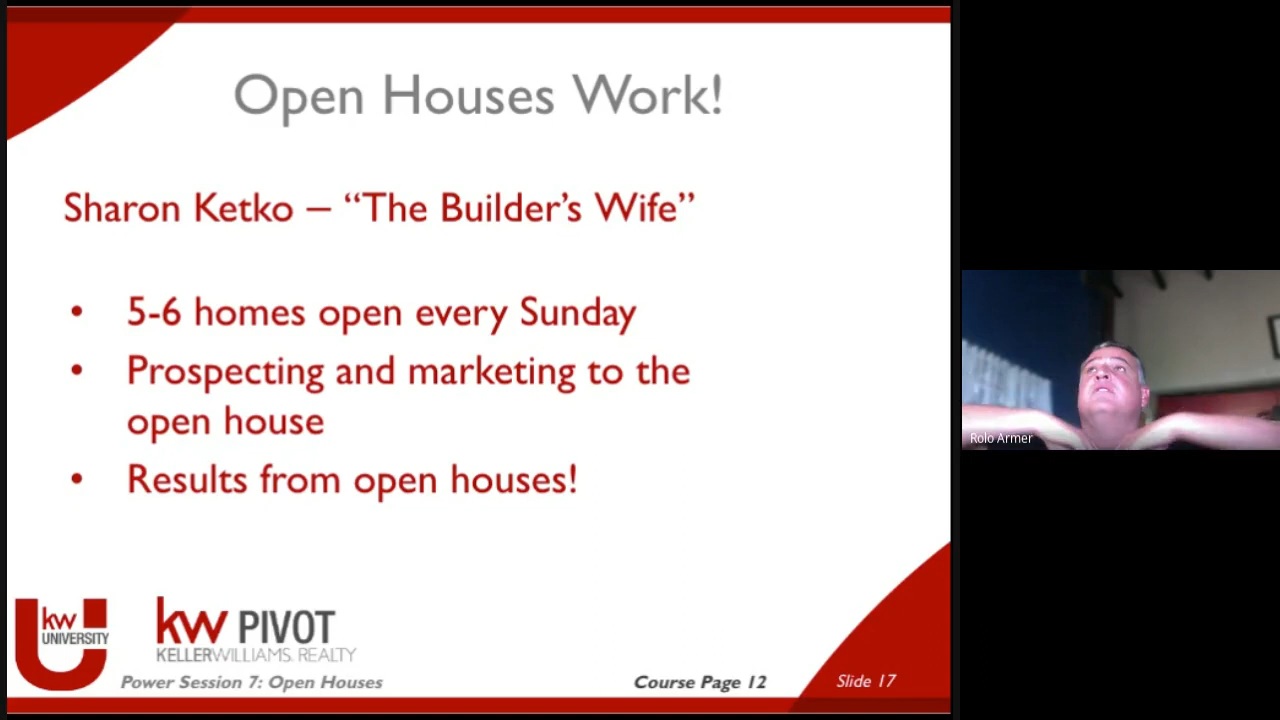 Open Houses Work!
Sharon Ketko – “The Builder’s Wife”
• 5-6 homes open every Sunday
• Prospecting and marketing to the
open house
• Results from open houses!
kw
UNIVERSITY
kw PIVOT
KELLERWILLIAMS. REALTY
Power Session 7: Open Houses
Course Page 12
Slide 17
Rolo Armer